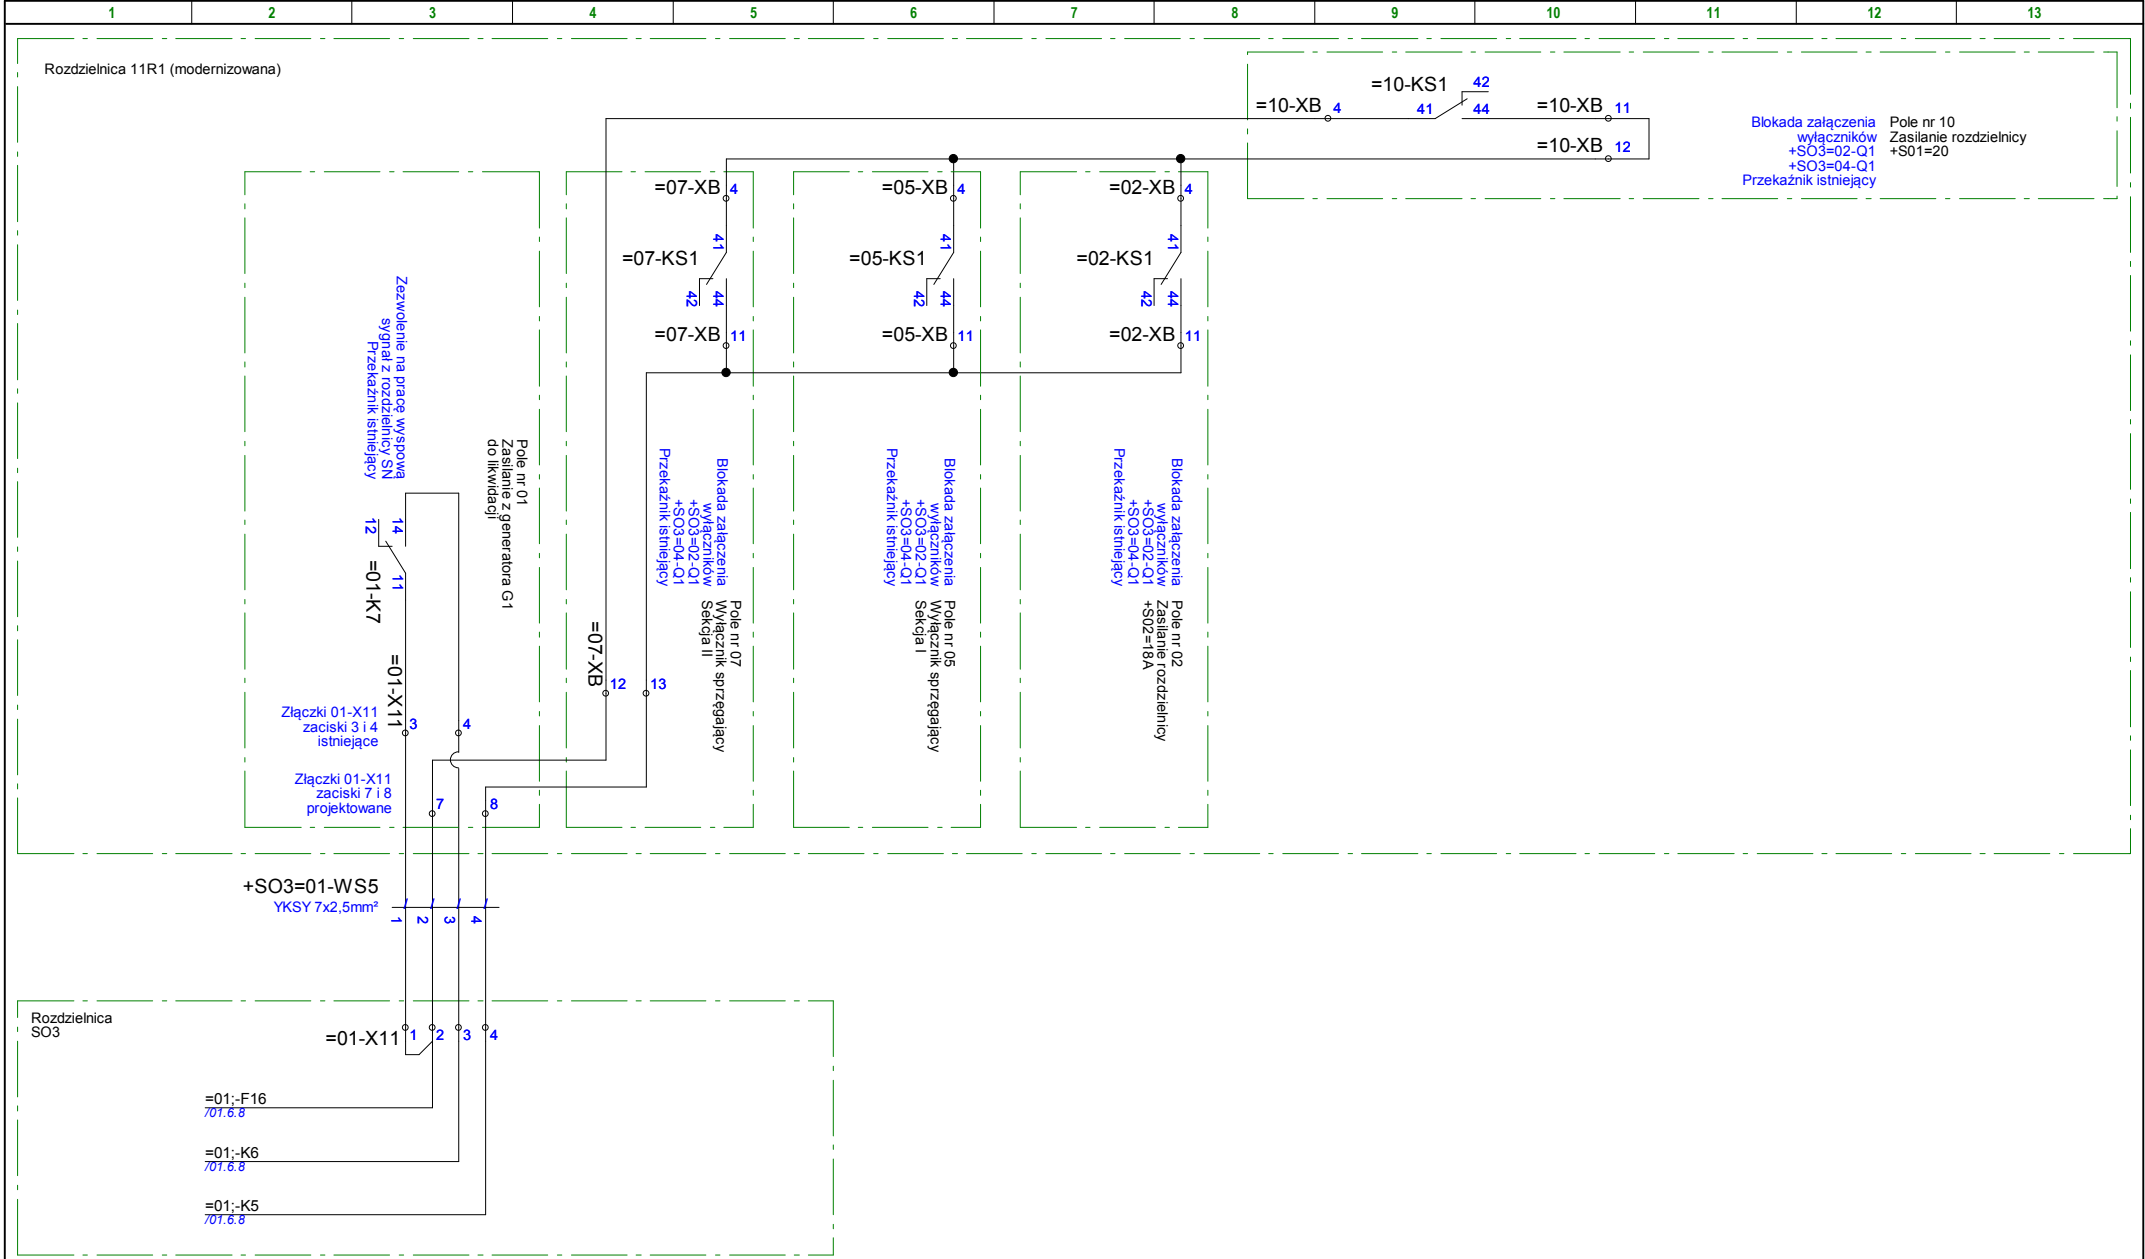 1 2 3 4 5 6 7 8 9 10 11 12 13
Rozdzielnica 11R1 (modernizowana)
=10-KS1 42
=10-XB 4 41 44 =10-XB 11
=10-XB 12
Blokada załączenia
wyłączników
+SO3=02-Q1
+SO3=04-Q1
Przekaźnik istniejący
Pole nr 10
Zasilanie rozdzielnicy
+S01=20
=07-XB 4
41
=07-KS1
42 44
=07-XB 11
=05-XB 4
41
=05-KS1
42 44
=05-XB 11
=02-XB 4
41
=02-KS1
42 44
=02-XB 11
Zezwolenie na pracę wyspową
sygnał z rozdzielnicy SN
Przekaźnik istniejący
Pole nr 01
Zasilanie z generatora G1
do likwidacji
12 14
11
=01-K7
=01-X11
3 4
Złączki 01-X11
zaciski 3 i 4
istniejące
Złączki 01-X11
zaciski 7 i 8
projektowane
7 8
Blokada załączenia
wyłączników
+SO3=02-Q1
+SO3=04-Q1
Przekaźnik istniejący
Pole nr 07
Wyłącznik sprzęgający
Sekcja II
=07-XB
12 13
Blokada załączenia
wyłączników
+SO3=02-Q1
+SO3=04-Q1
Przekaźnik istniejący
Pole nr 05
Wyłącznik sprzęgający
Sekcja I
Blokada załączenia
wyłączników
+SO3=02-Q1
+SO3=04-Q1
Przekaźnik istniejący
Pole nr 02
Zasilanie rozdzielnicy
+S02=18A
+SO3=01-WS5
YKSY 7x2,5mm²
1 2 3 4
Rozdzielnica
SO3
=01-X11 1 2 3 4
=01;-F16
/01.6.8
=01;-K6
/01.6.8
=01;-K5
/01.6.8